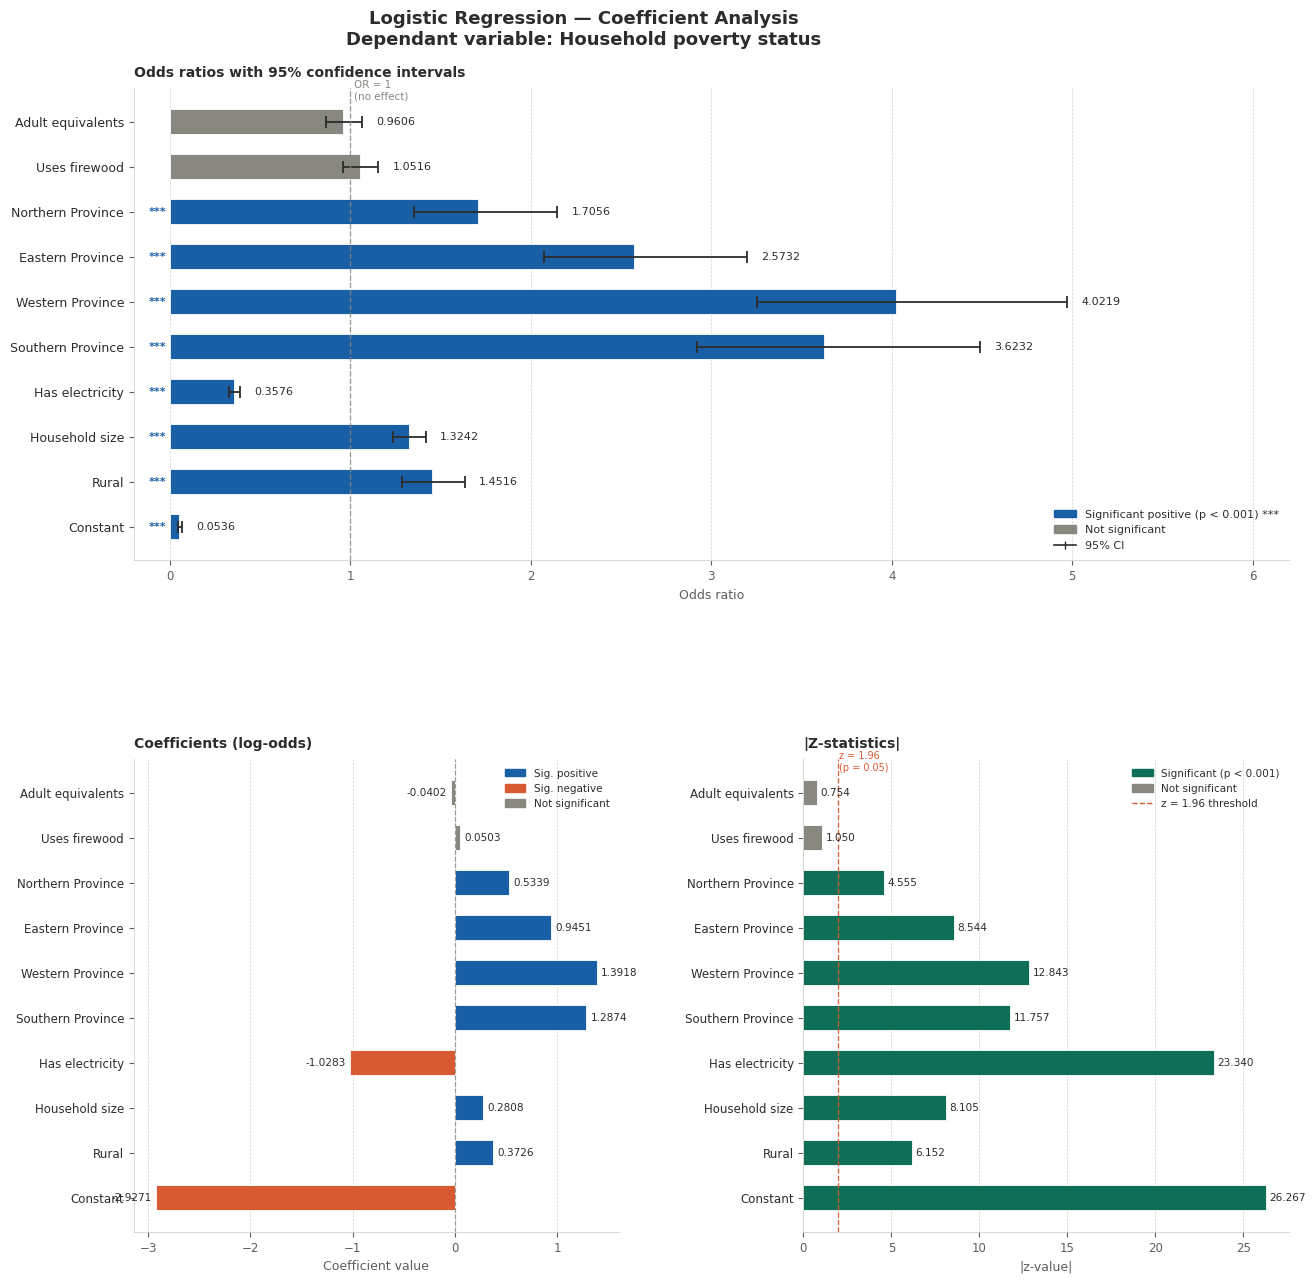 Logistic Regression — Coefficient Analysis
Dependant variable: Household poverty status
Odds ratios with 95% confidence intervals
OR = 1
(no effect)
Adult equivalents 0.9606
Uses firewood 1.0516
Northern Province *** 1.7056
Eastern Province *** 2.5732
Western Province *** 4.0219
Southern Province *** 3.6232
Has electricity *** 0.3576
Household size *** 1.3242
Rural *** 1.4516
Constant *** 0.0536
Significant positive (p < 0.001) ***
Not significant
95% CI
0 1 2 3 4 5 6
Odds ratio
Coefficients (log-odds)
Sig. positive
Sig. negative
Not significant
Adult equivalents -0.0402
Uses firewood 0.0503
Northern Province 0.5339
Eastern Province 0.9451
Western Province 1.3918
Southern Province 1.2874
Has electricity -1.0283
Household size 0.2808
Rural 0.3726
Constant -2.9271
−3 −2 −1 0 1
Coefficient value
|Z-statistics|
z = 1.96
(p = 0.05)
Significant (p < 0.001)
Not significant
z = 1.96 threshold
Adult equivalents 0.754
Uses firewood 1.050
Northern Province 4.555
Eastern Province 8.544
Western Province 12.843
Southern Province 11.757
Has electricity 23.340
Household size 8.105
Rural 6.152
Constant 26.267
0 5 10 15 20 25
|z-value|